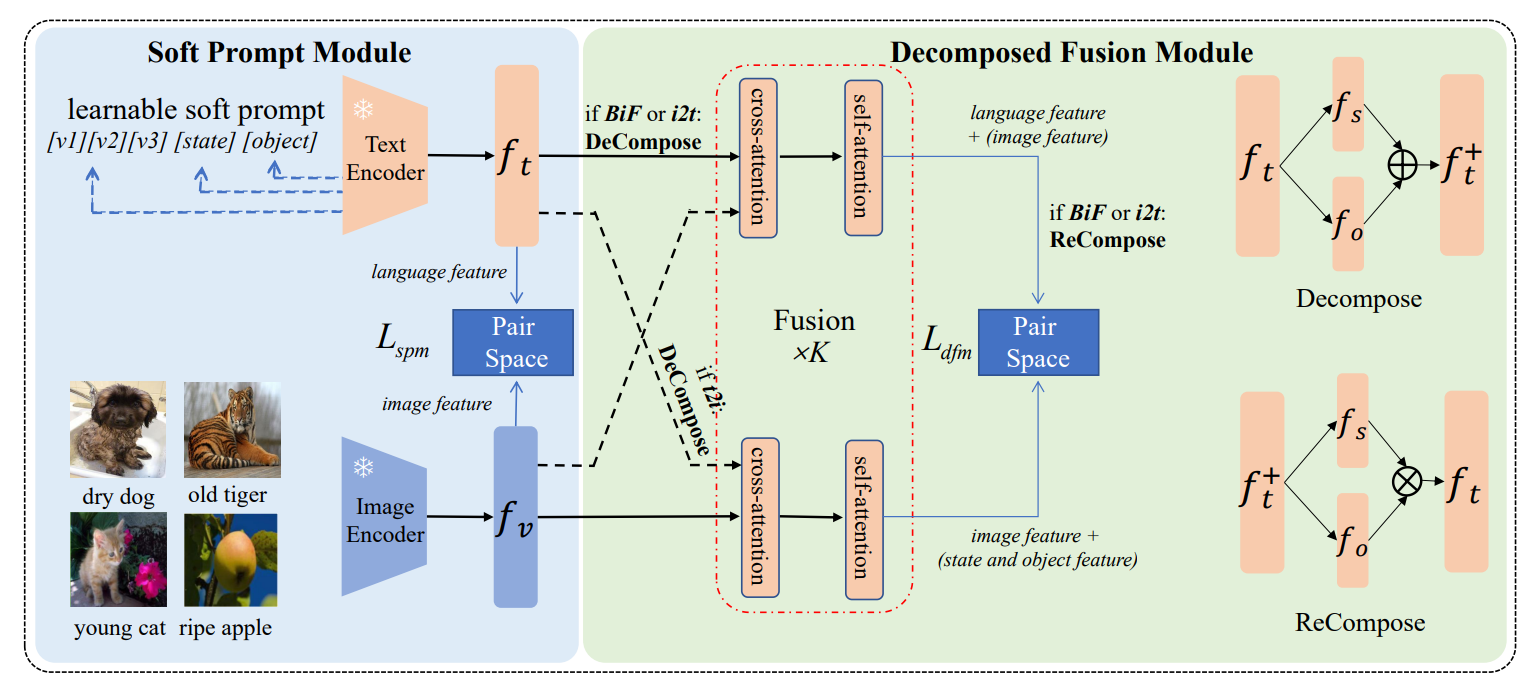 Soft Prompt Module
learnable soft prompt
[v1][v2][v3] [state] [object]
Text
Encoder
f_t
language feature
L_spm
Pair
Space
image feature
dry dog
old tiger
young cat
ripe apple
Image
Encoder
f_v
Decomposed Fusion Module
if BiF or i2t:
DeCompose
cross-attention
self-attention
language feature
+ (image feature)
if BiF or i2t:
ReCompose
Fusion
×K
if t2i:
DeCompose
L_dfm
Pair
Space
cross-attention
self-attention
image feature +
(state and object feature)
f_t
f_s
f_o
f_t^+
Decompose
f_t^+
f_s
f_o
f_t
ReCompose